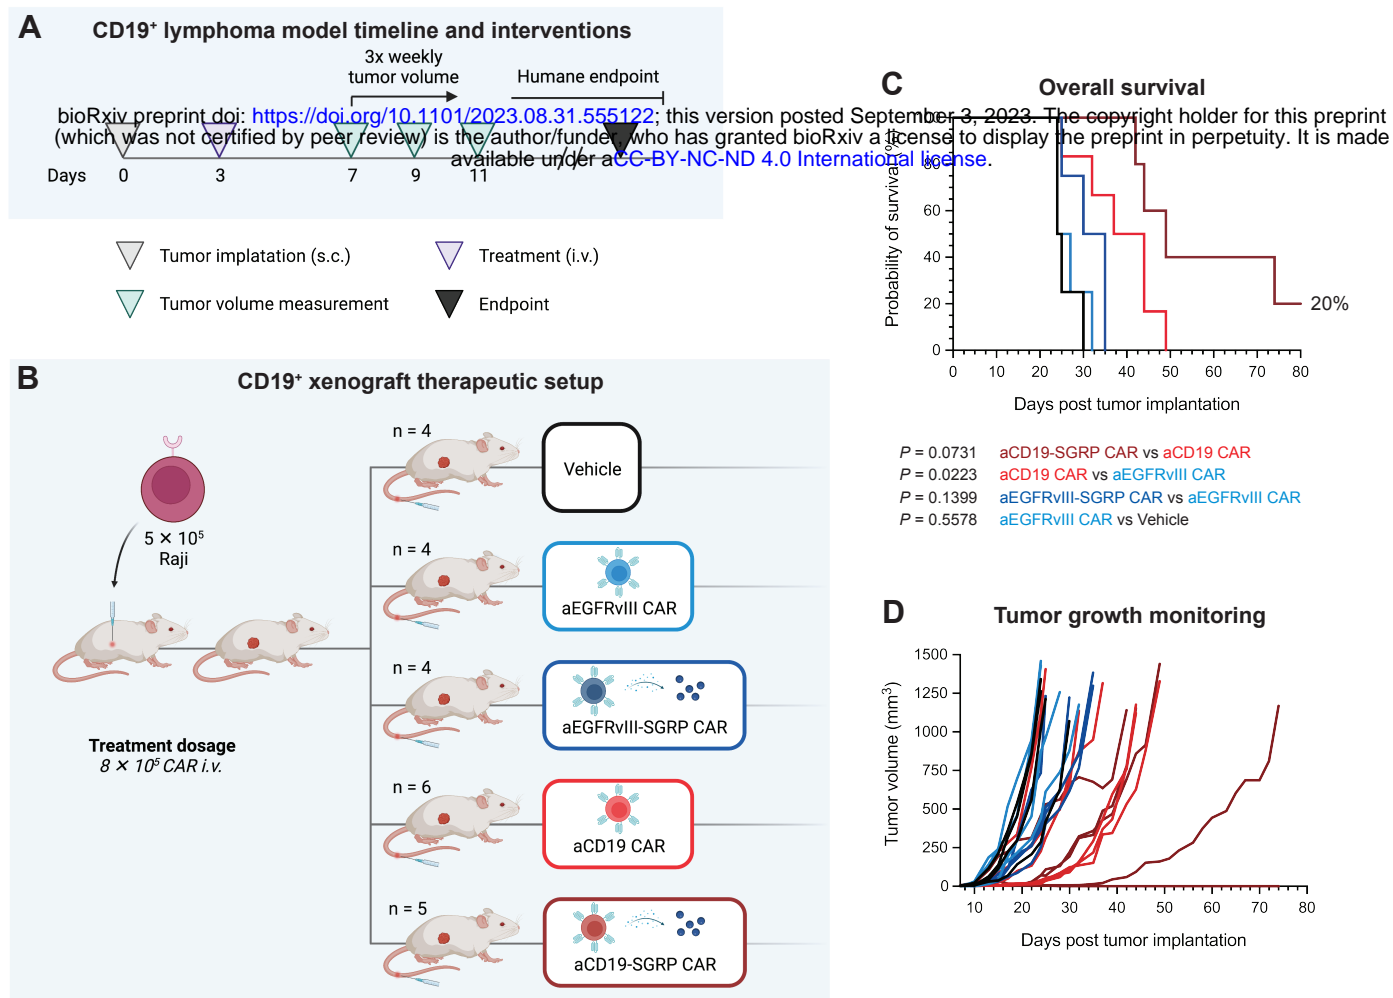 A
CD19⁺ lymphoma model timeline and interventions
3x weekly
tumor volume
Humane endpoint
bioRxiv preprint doi: https://doi.org/10.1101/2023.08.31.555122; this version posted September 3, 2023. The copyright holder for this preprint
(which was not certified by peer review) is the author/funder, who has granted bioRxiv a license to display the preprint in perpetuity. It is made
available under aCC-BY-NC-ND 4.0 International license.
Days 0 3 7 9 11
Tumor implatation (s.c.)
Treatment (i.v.)
Tumor volume measurement
Endpoint
B
CD19⁺ xenograft therapeutic setup
5 × 10⁵
Raji
Treatment dosage
8 × 10⁵ CAR i.v.
n = 4
Vehicle
n = 4
aEGFRvIII CAR
n = 4
aEGFRvIII-SGRP CAR
n = 6
aCD19 CAR
n = 5
aCD19-SGRP CAR
C
Overall survival
Probability of survival (%)
100
80
60
40
20
0
20%
0 10 20 30 40 50 60 70 80
Days post tumor implantation
P = 0.0731 aCD19-SGRP CAR vs aCD19 CAR
P = 0.0223 aCD19 CAR vs aEGFRvIII CAR
P = 0.1399 aEGFRvIII-SGRP CAR vs aEGFRvIII CAR
P = 0.5578 aEGFRvIII CAR vs Vehicle
D
Tumor growth monitoring
Tumor volume (mm³)
1500
1250
1000
750
500
250
0
10 20 30 40 50 60 70 80
Days post tumor implantation